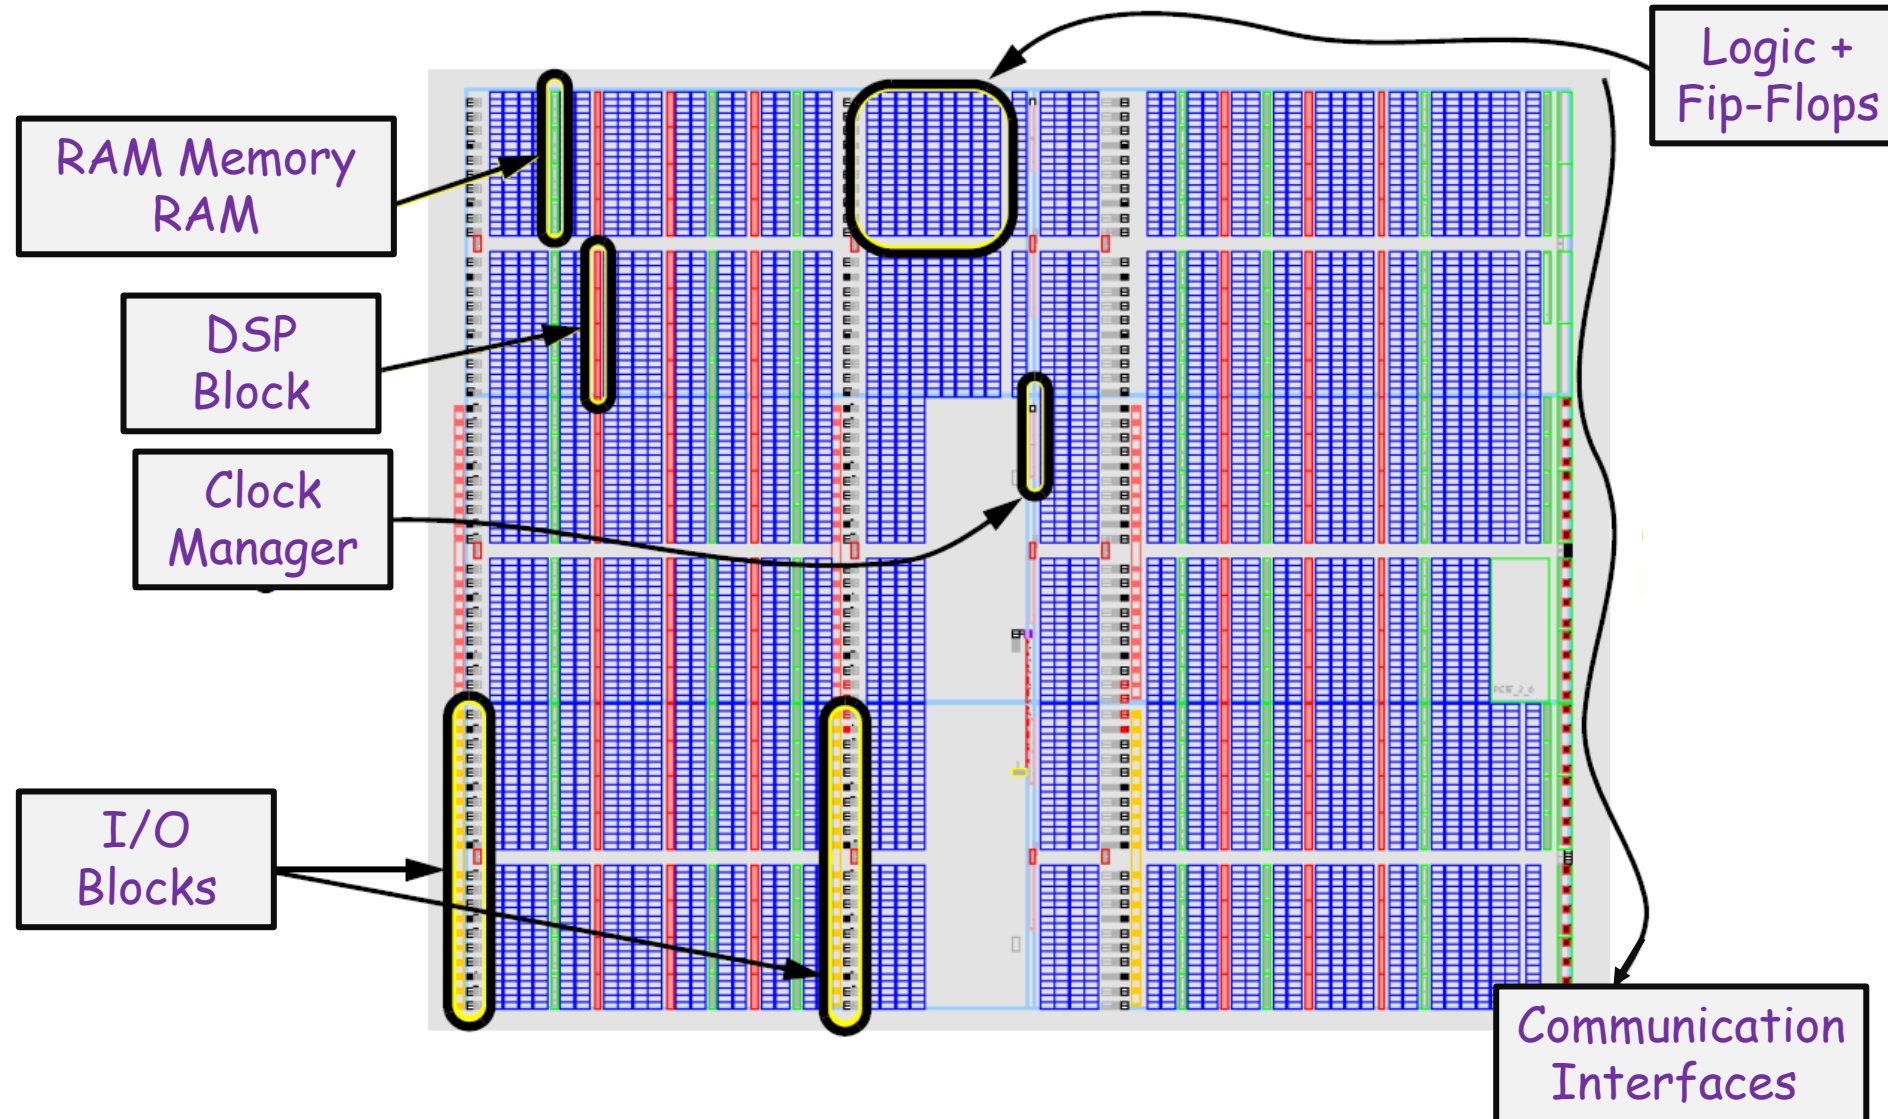 Logic +
Fip-Flops
RAM Memory
RAM
DSP
Block
Clock
Manager
I/O
Blocks
Communication
Interfaces